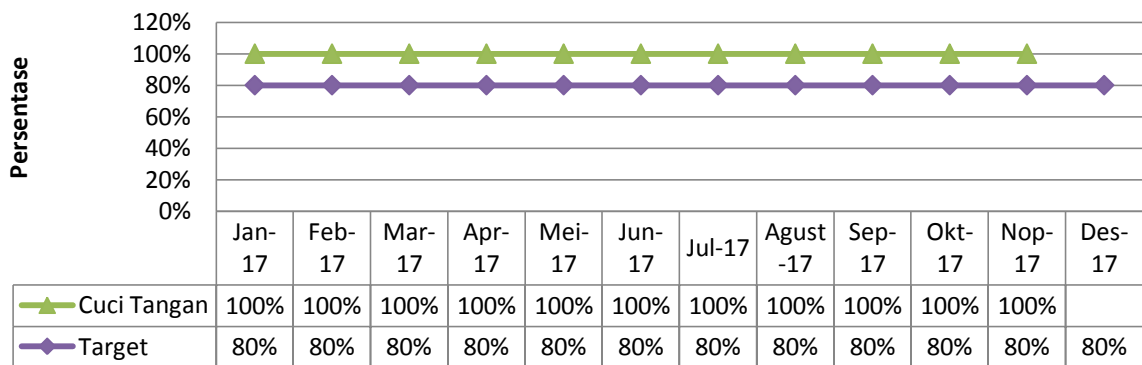 Persentase
120%
100%
80%
60%
40%
20%
0%
Jan-17 Feb-17 Mar-17 Apr-17 Mei-17 Jun-17 Jul-17 Agust-17 Sep-17 Okt-17 Nop-17 Des-17
Cuci Tangan 100% 100% 100% 100% 100% 100% 100% 100% 100% 100% 100%
Target 80% 80% 80% 80% 80% 80% 80% 80% 80% 80% 80% 80%